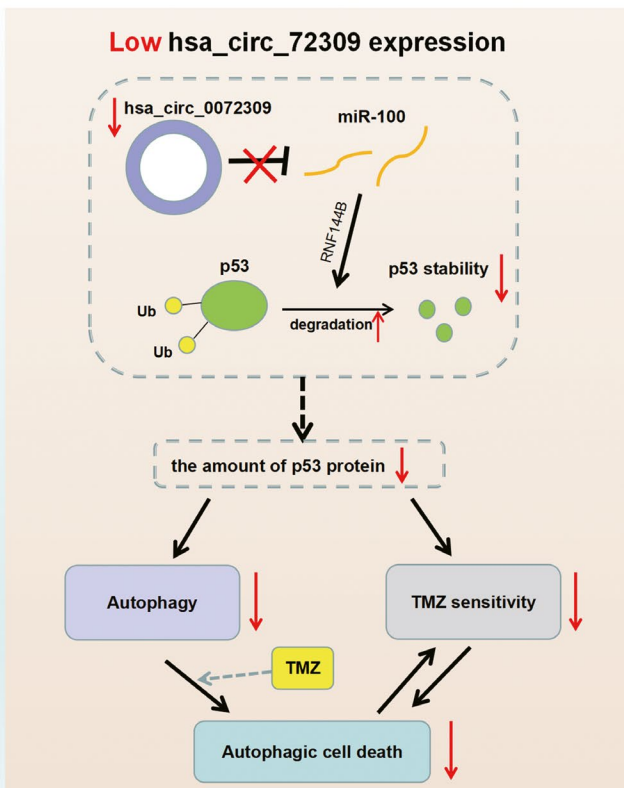 Low hsa_circ_72309 expression
hsa_circ_0072309
miR-100
RNF144B
p53
p53 stability
Ub
degradation
Ub
the amount of p53 protein
Autophagy
TMZ sensitivity
TMZ
Autophagic cell death